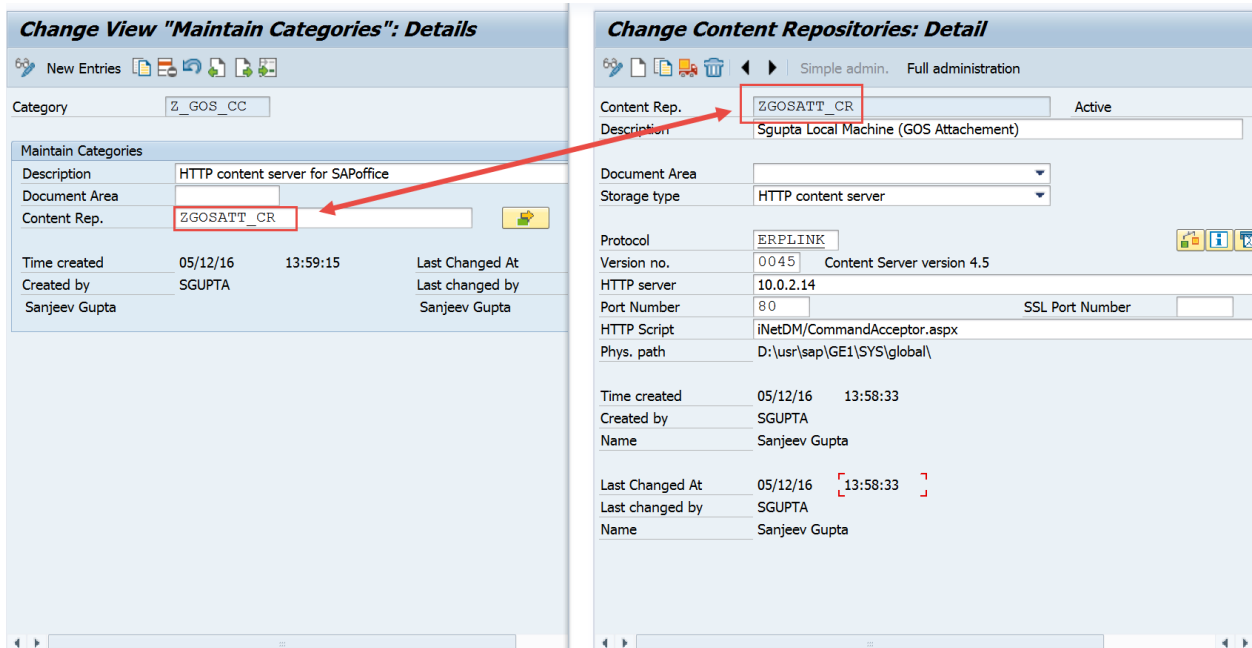 Change View "Maintain Categories": Details
New Entries
Category Z_GOS_CC
Maintain Categories
Description HTTP content server for SAPoffice
Document Area
Content Rep. ZGOSATT_CR
Time created 05/12/16 13:59:15 Last Changed At
Created by SGUPTA Last changed by
Sanjeev Gupta Sanjeev Gupta
Change Content Repositories: Detail
Simple admin. Full administration
Content Rep. ZGOSATT_CR Active
Description Sgupta Local Machine (GOS Attachement)
Document Area
Storage type HTTP content server
Protocol ERPLINK
Version no. 0045 Content Server version 4.5
HTTP server 10.0.2.14
Port Number 80 SSL Port Number
HTTP Script iNetDM/CommandAcceptor.aspx
Phys. path D:\usr\sap\GE1\SYS\global\
Time created 05/12/16 13:58:33
Created by SGUPTA
Name Sanjeev Gupta
Last Changed At 05/12/16 13:58:33
Last changed by SGUPTA
Name Sanjeev Gupta